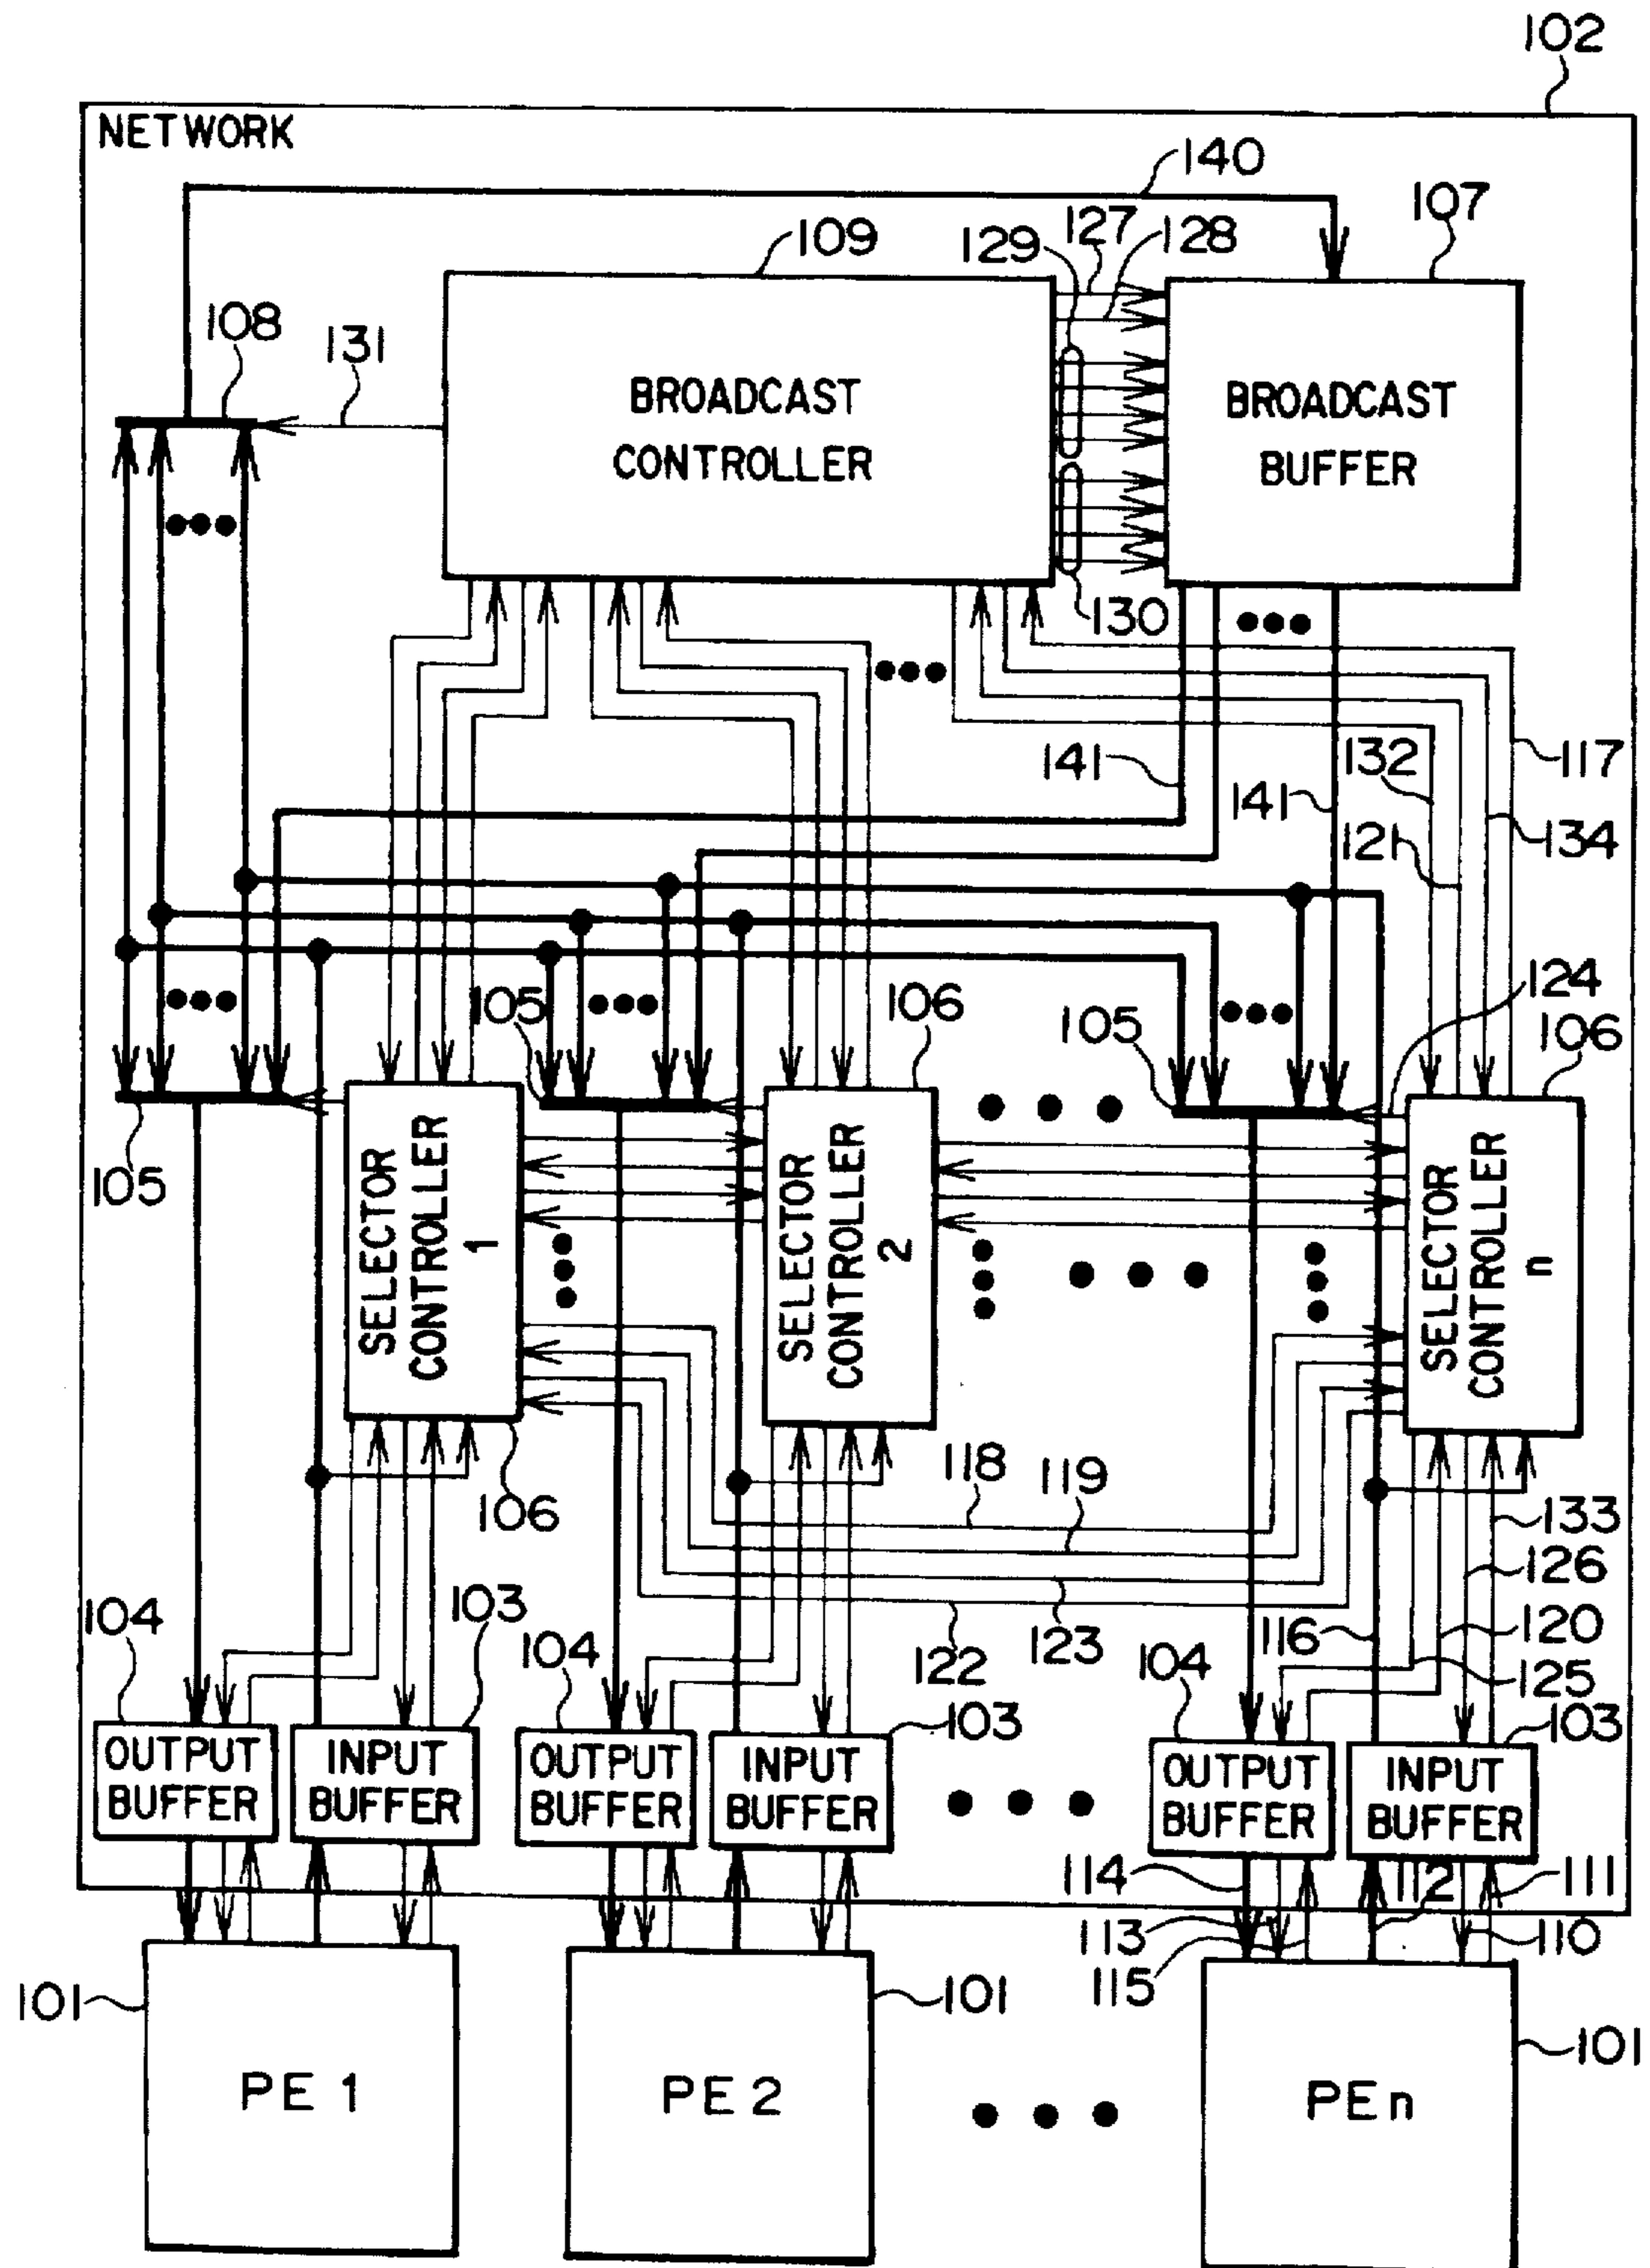 102
NETWORK
140
107
127
129
128
109
108
131
BROADCAST
CONTROLLER
BROADCAST
BUFFER
130
141
132
117
141
121
134
124
105
106
105
106
105
SELECTOR
CONTROLLER
1
SELECTOR
CONTROLLER
2
SELECTOR
CONTROLLER
n
118
119
106
133
126
103
104
116
120
123
122
104
104
125
103
103
OUTPUT
BUFFER
INPUT
BUFFER
OUTPUT
BUFFER
INPUT
BUFFER
OUTPUT
BUFFER
INPUT
BUFFER
114
112
111
113
110
115
101
101
101
PE 1
PE 2
PE n